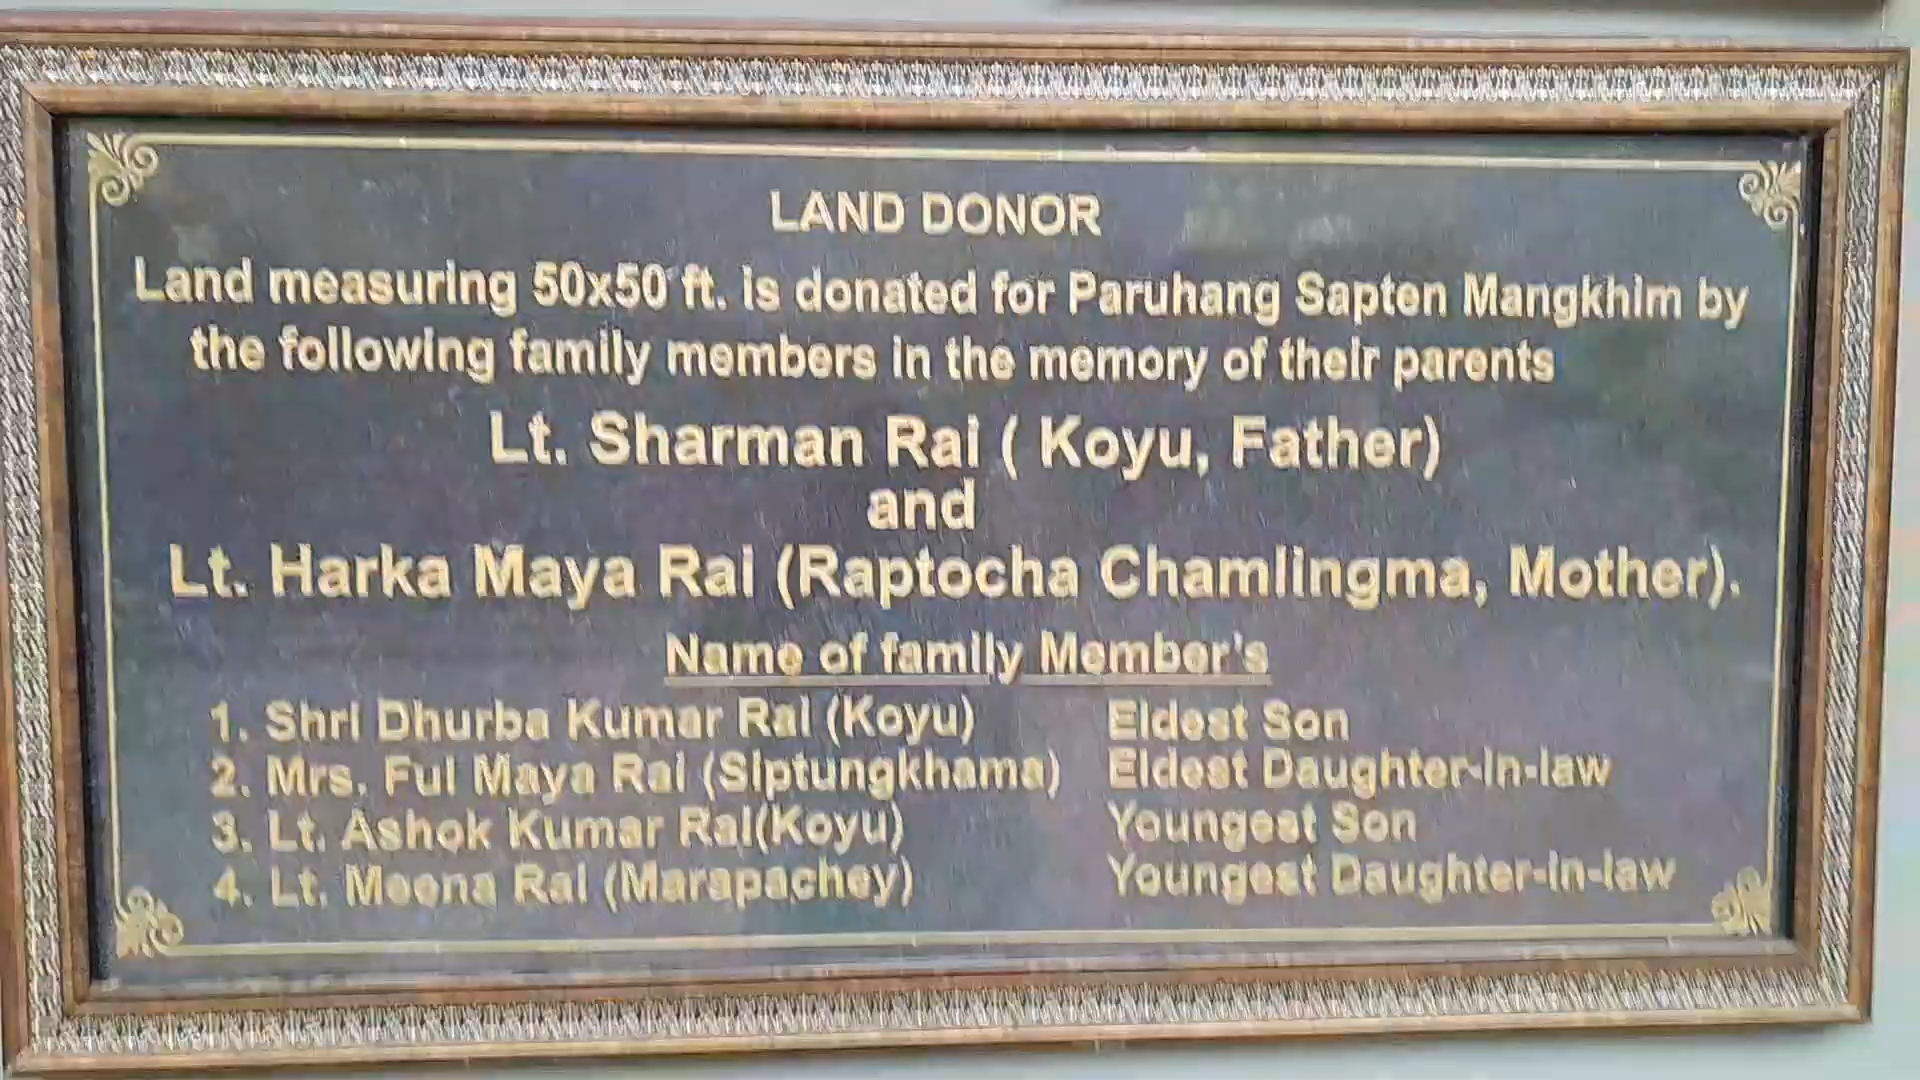 LAND DONOR
Land measuring 50x50 ft. is donated for Paruhang Sapten Mangkhim by
the following family members in the memory of their parents
Lt. Sharman Rai ( Koyu, Father)
and
Lt. Harka Maya Rai (Raptocha Chamlingma, Mother).
Name of family Member's
1. Shri Dhurba Kumar Rai (Koyu) Eldest Son
2. Mrs. Ful Maya Rai (Siptungkhama) Eldest Daughter-in-law
3. Lt. Ashok Kumar Rai(Koyu) Youngest Son
4. Lt. Meena Rai (Marapachey) Youngest Daughter-in-law